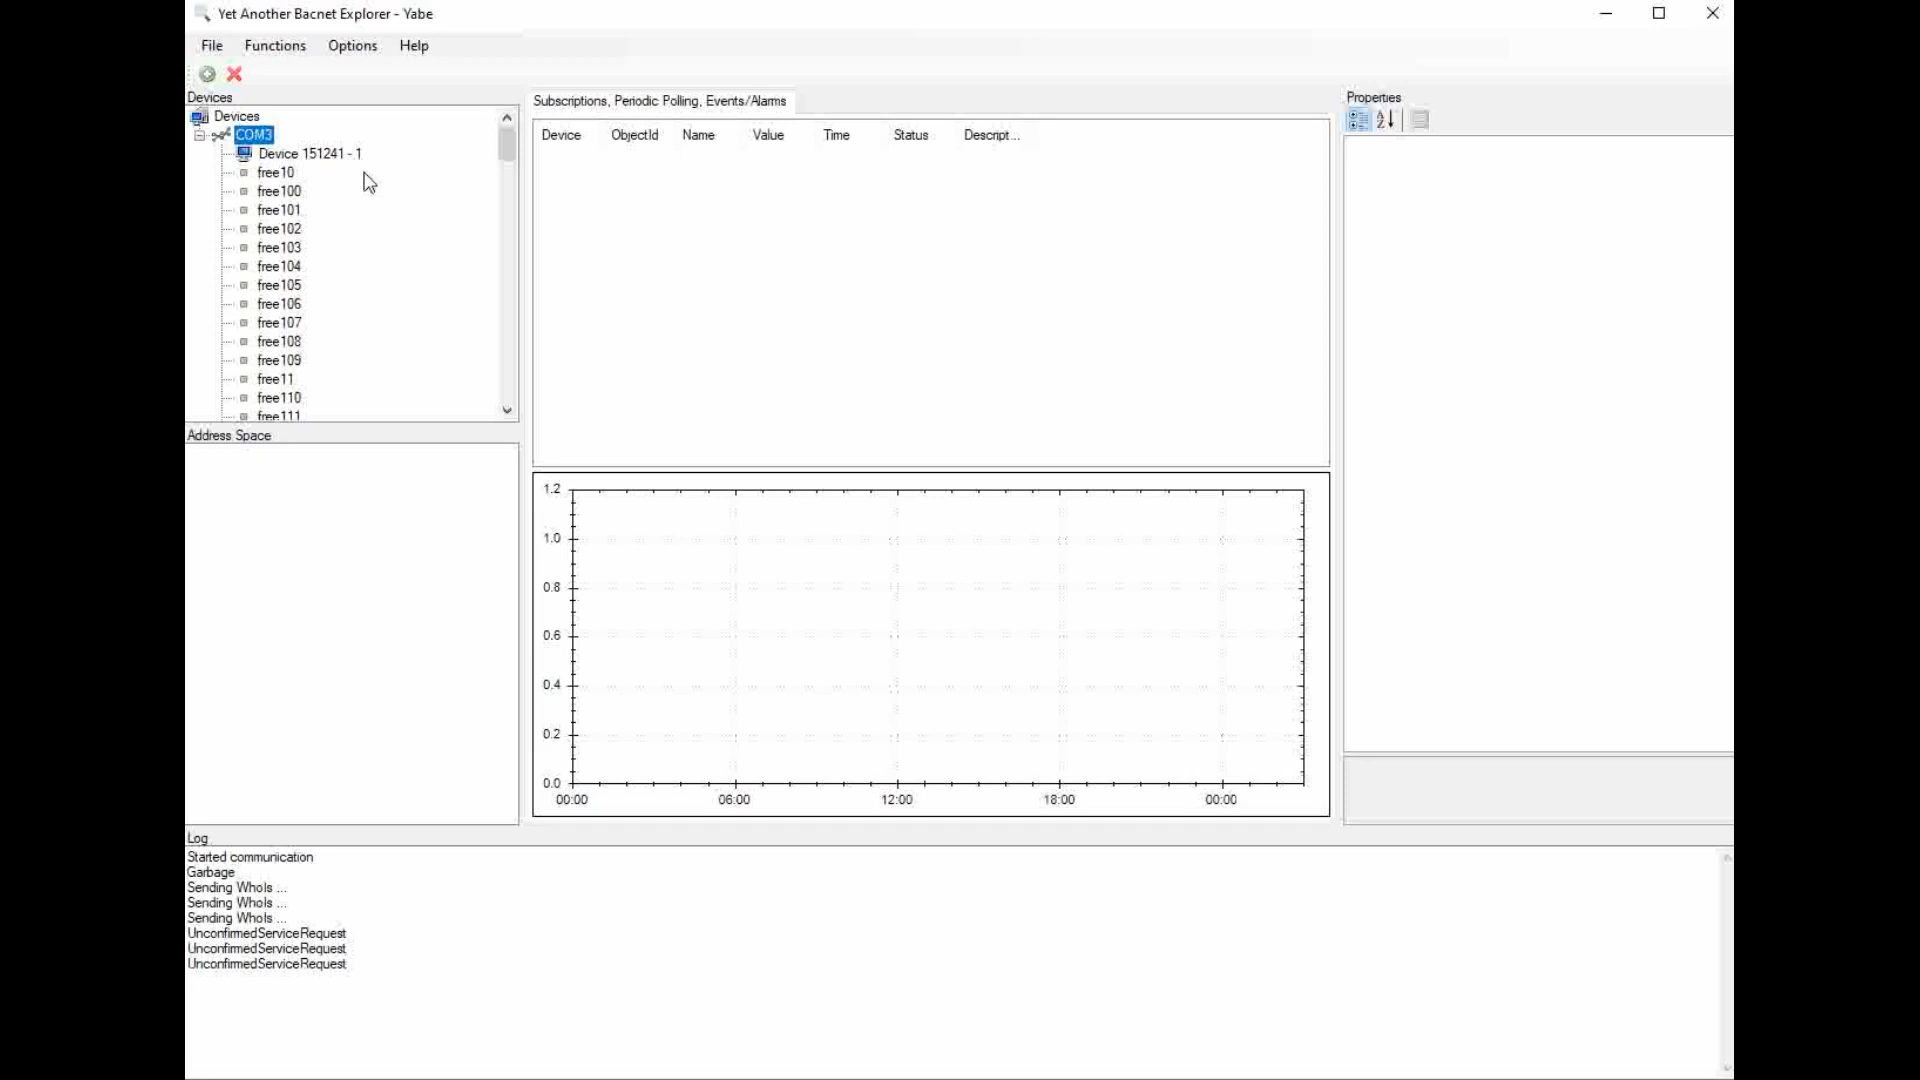 Yet Another Bacnet Explorer - Yabe
File Functions Options Help
Devices
Devices
COM3
Device 151241 - 1
free10
free100
free101
free102
free103
free104
free105
free106
free107
free108
free109
free11
free110
free111
Address Space
Subscriptions, Periodic Polling, Events/Alarms
Device ObjectId Name Value Time Status Descript...
1.2
1.0
0.8
0.6
0.4
0.2
0.0
00:00 06:00 12:00 18:00 00:00
Properties
Log
Started communication
Garbage
Sending WhoIs ...
Sending WhoIs ...
Sending WhoIs ...
UnconfirmedServiceRequest
UnconfirmedServiceRequest
UnconfirmedServiceRequest